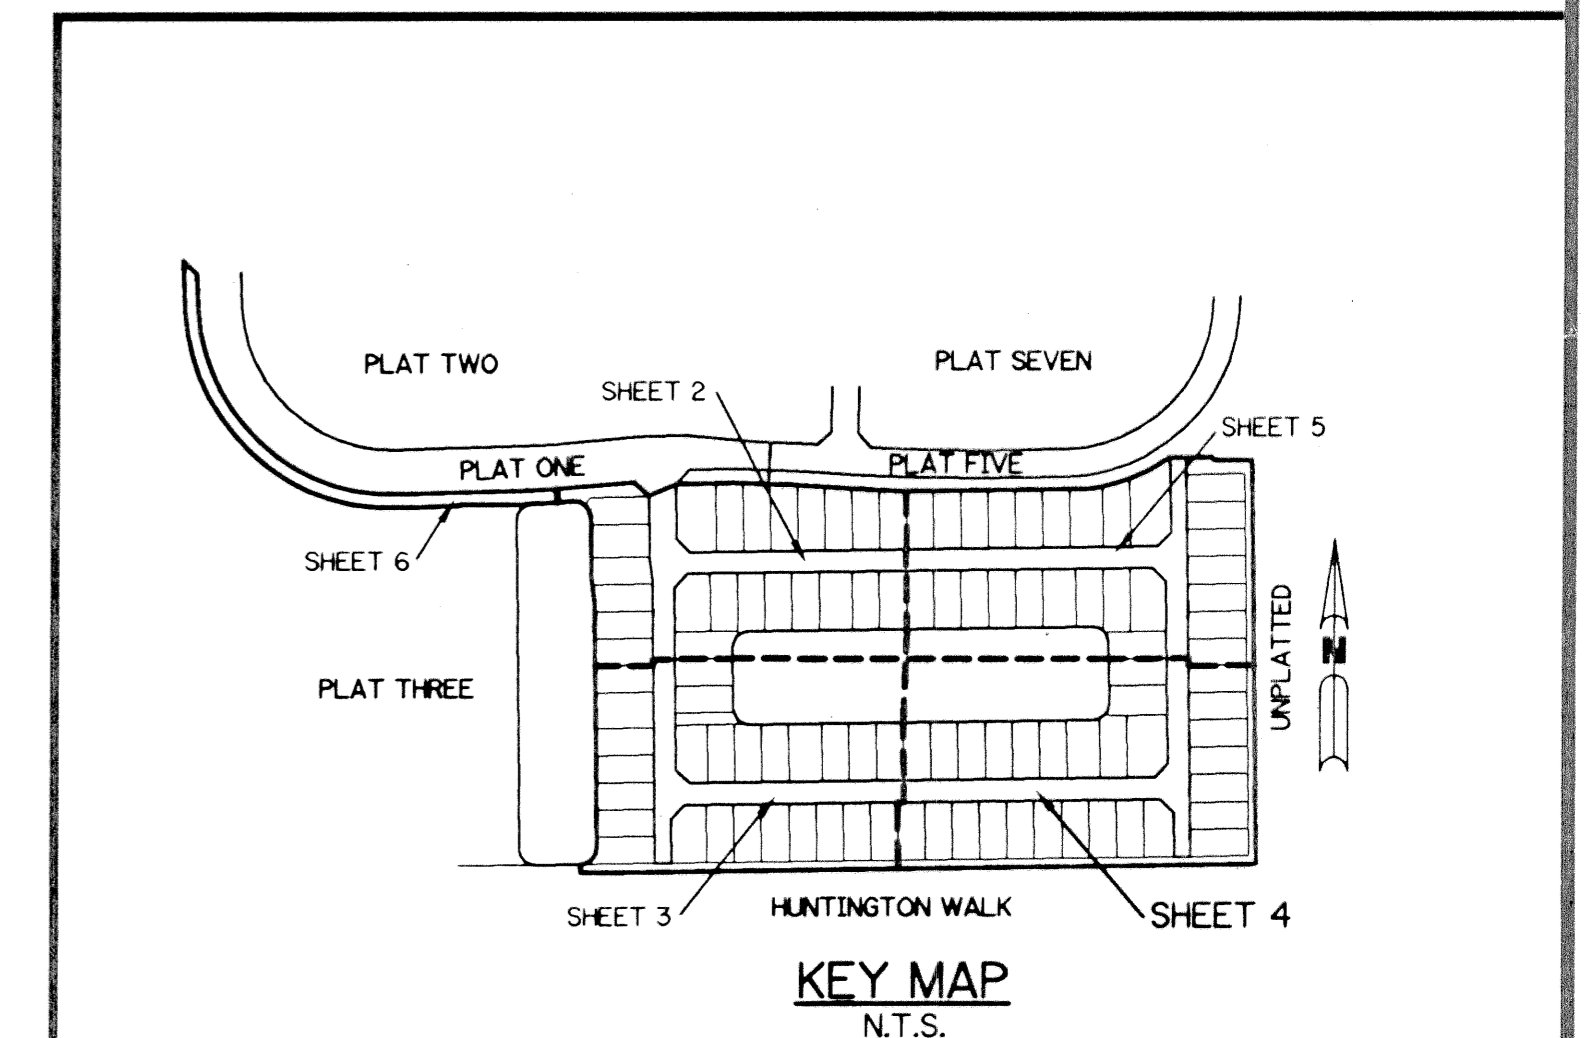 PLAT TWO
PLAT SEVEN
SHEET 2
SHEET 5
PLAT ONE
PLAT FIVE
SHEET 6
UNPLATTED
N
PLAT THREE
SHEET 3
HUNTINGTON WALK
SHEET 4
KEY MAP
N.T.S.